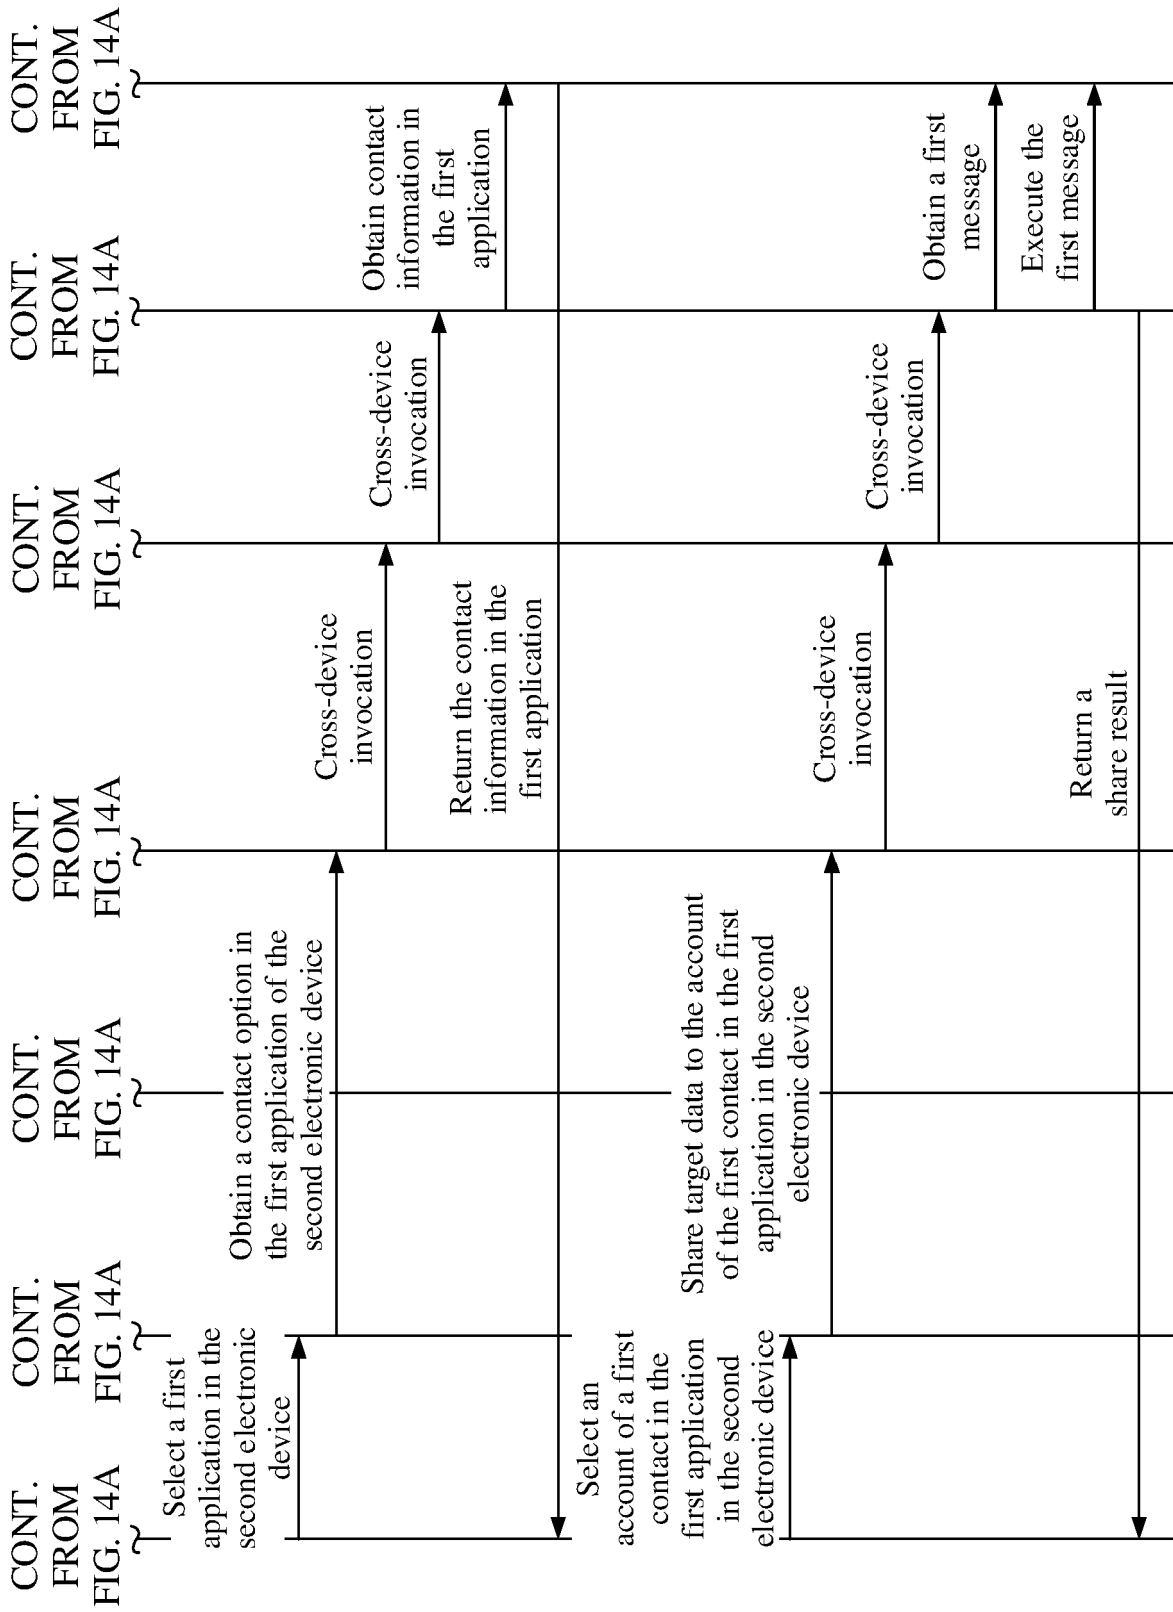 CONT.
FROM
FIG. 14A
CONT.
FROM
FIG. 14A
CONT.
FROM
FIG. 14A
CONT.
FROM
FIG. 14A
CONT.
FROM
FIG. 14A
CONT.
FROM
FIG. 14A
CONT.
FROM
FIG. 14A
Select a first
application in the
second electronic
device
Obtain a contact option in
the first application of the
second electronic device
Cross-device
invocation
Cross-device
invocation
Obtain contact
information in
the first
application
Return the contact
information in the
first application
Select an
account of a first
contact in the
first application
in the second
electronic device
Share target data to the account
of the first contact in the first
application in the second
electronic device
Cross-device
invocation
Cross-device
invocation
Obtain a first
message
Execute the
first message
Return a
share result